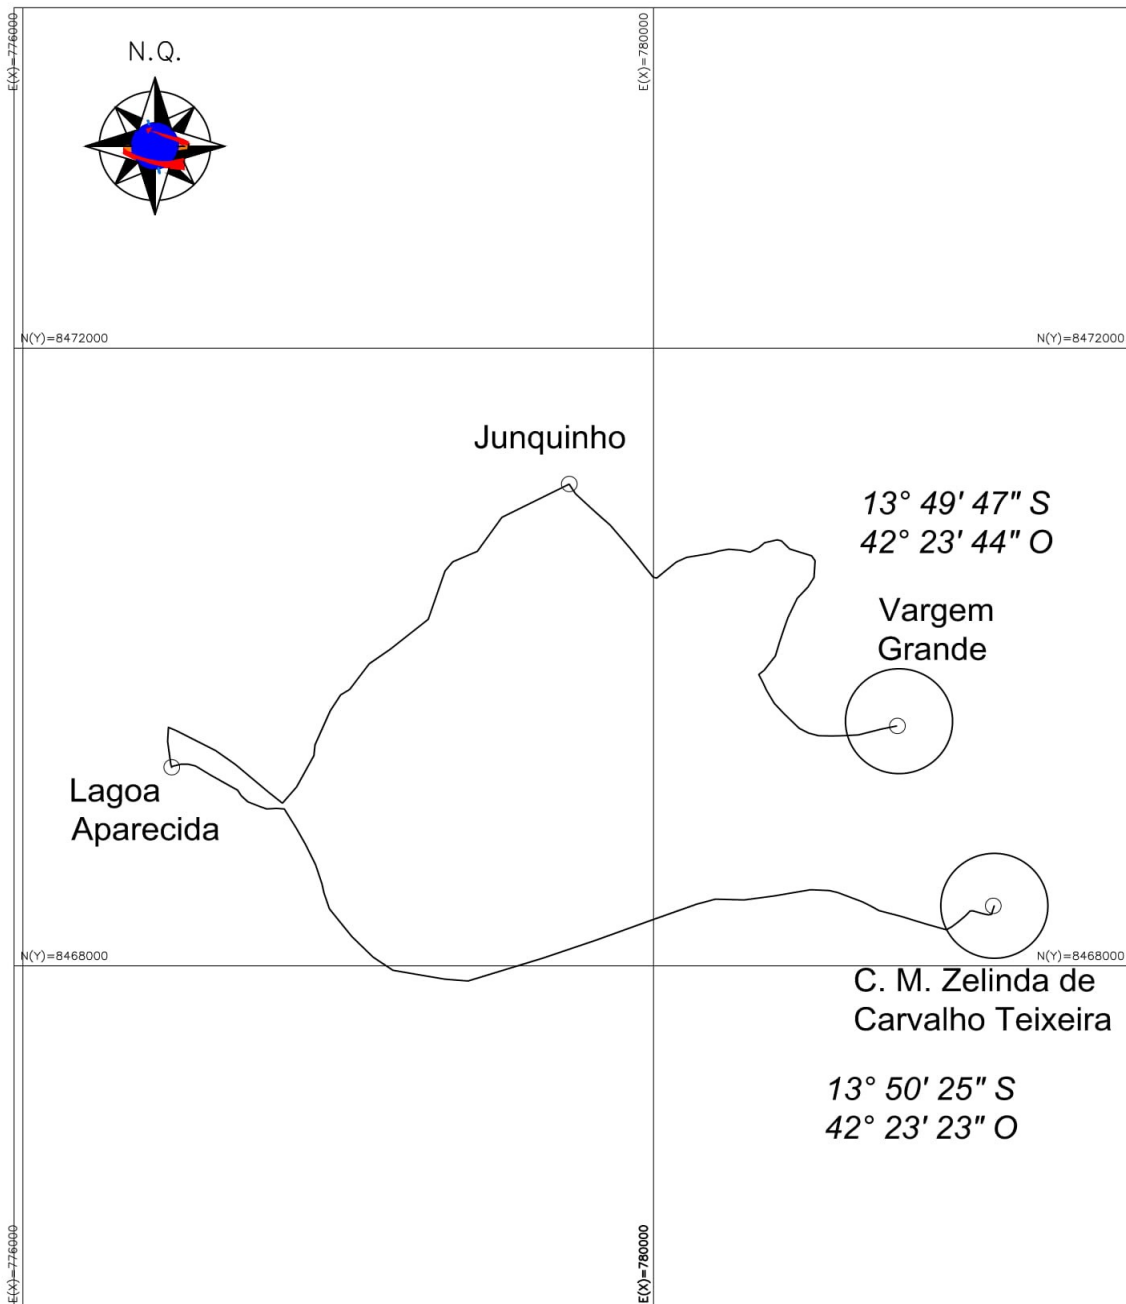 E(X)=776000
E(X)=780000
N.Q.
N(Y)=8472000
N(Y)=8472000
Junquinho
13° 49' 47" S
42° 23' 44" O
Vargem
Grande
Lagoa
Aparecida
N(Y)=8468000
N(Y)=8468000
C. M. Zelinda de
Carvalho Teixeira
13° 50' 25" S
42° 23' 23" O
E(X)=776000
E(X)=780000